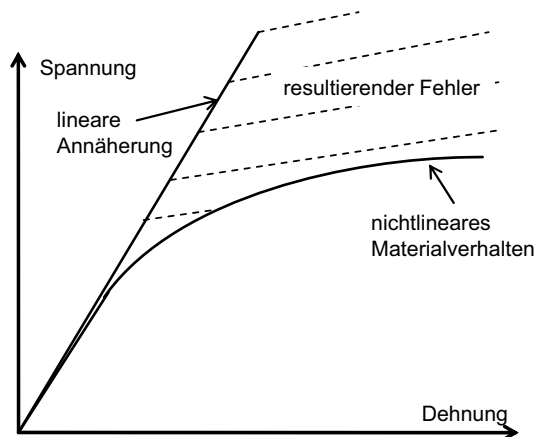 Spannung
resultierender Fehler
lineare
Annäherung
nichtlineares
Materialverhalten
Dehnung